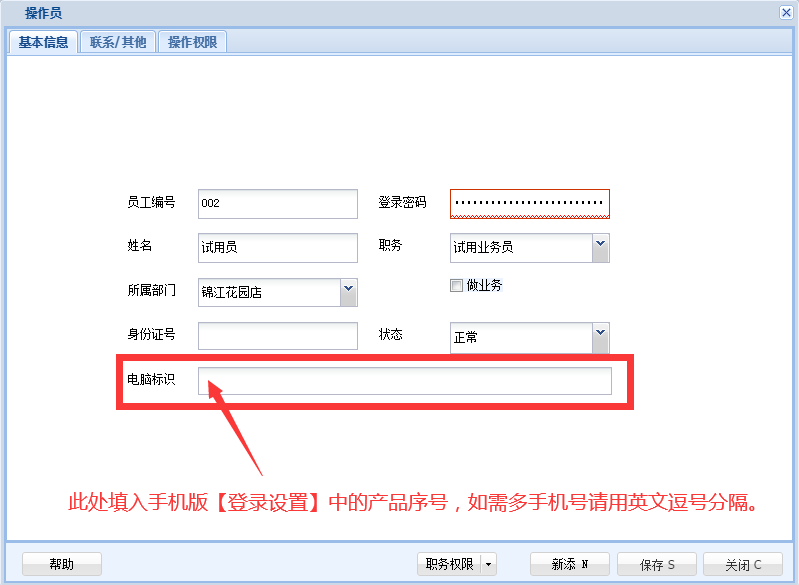 操作员
基本信息 联系/其他 操作权限
员工编号 002 登录密码
姓名 试用员 职务 试用业务员
所属部门 锦江花园店 做业务
身份证号 状态 正常
电脑标识
此处填入手机版【登录设置】中的产品序号，如需多手机号请用英文逗号分隔。
帮助 职务权限 新添 N 保存 S 关闭 C